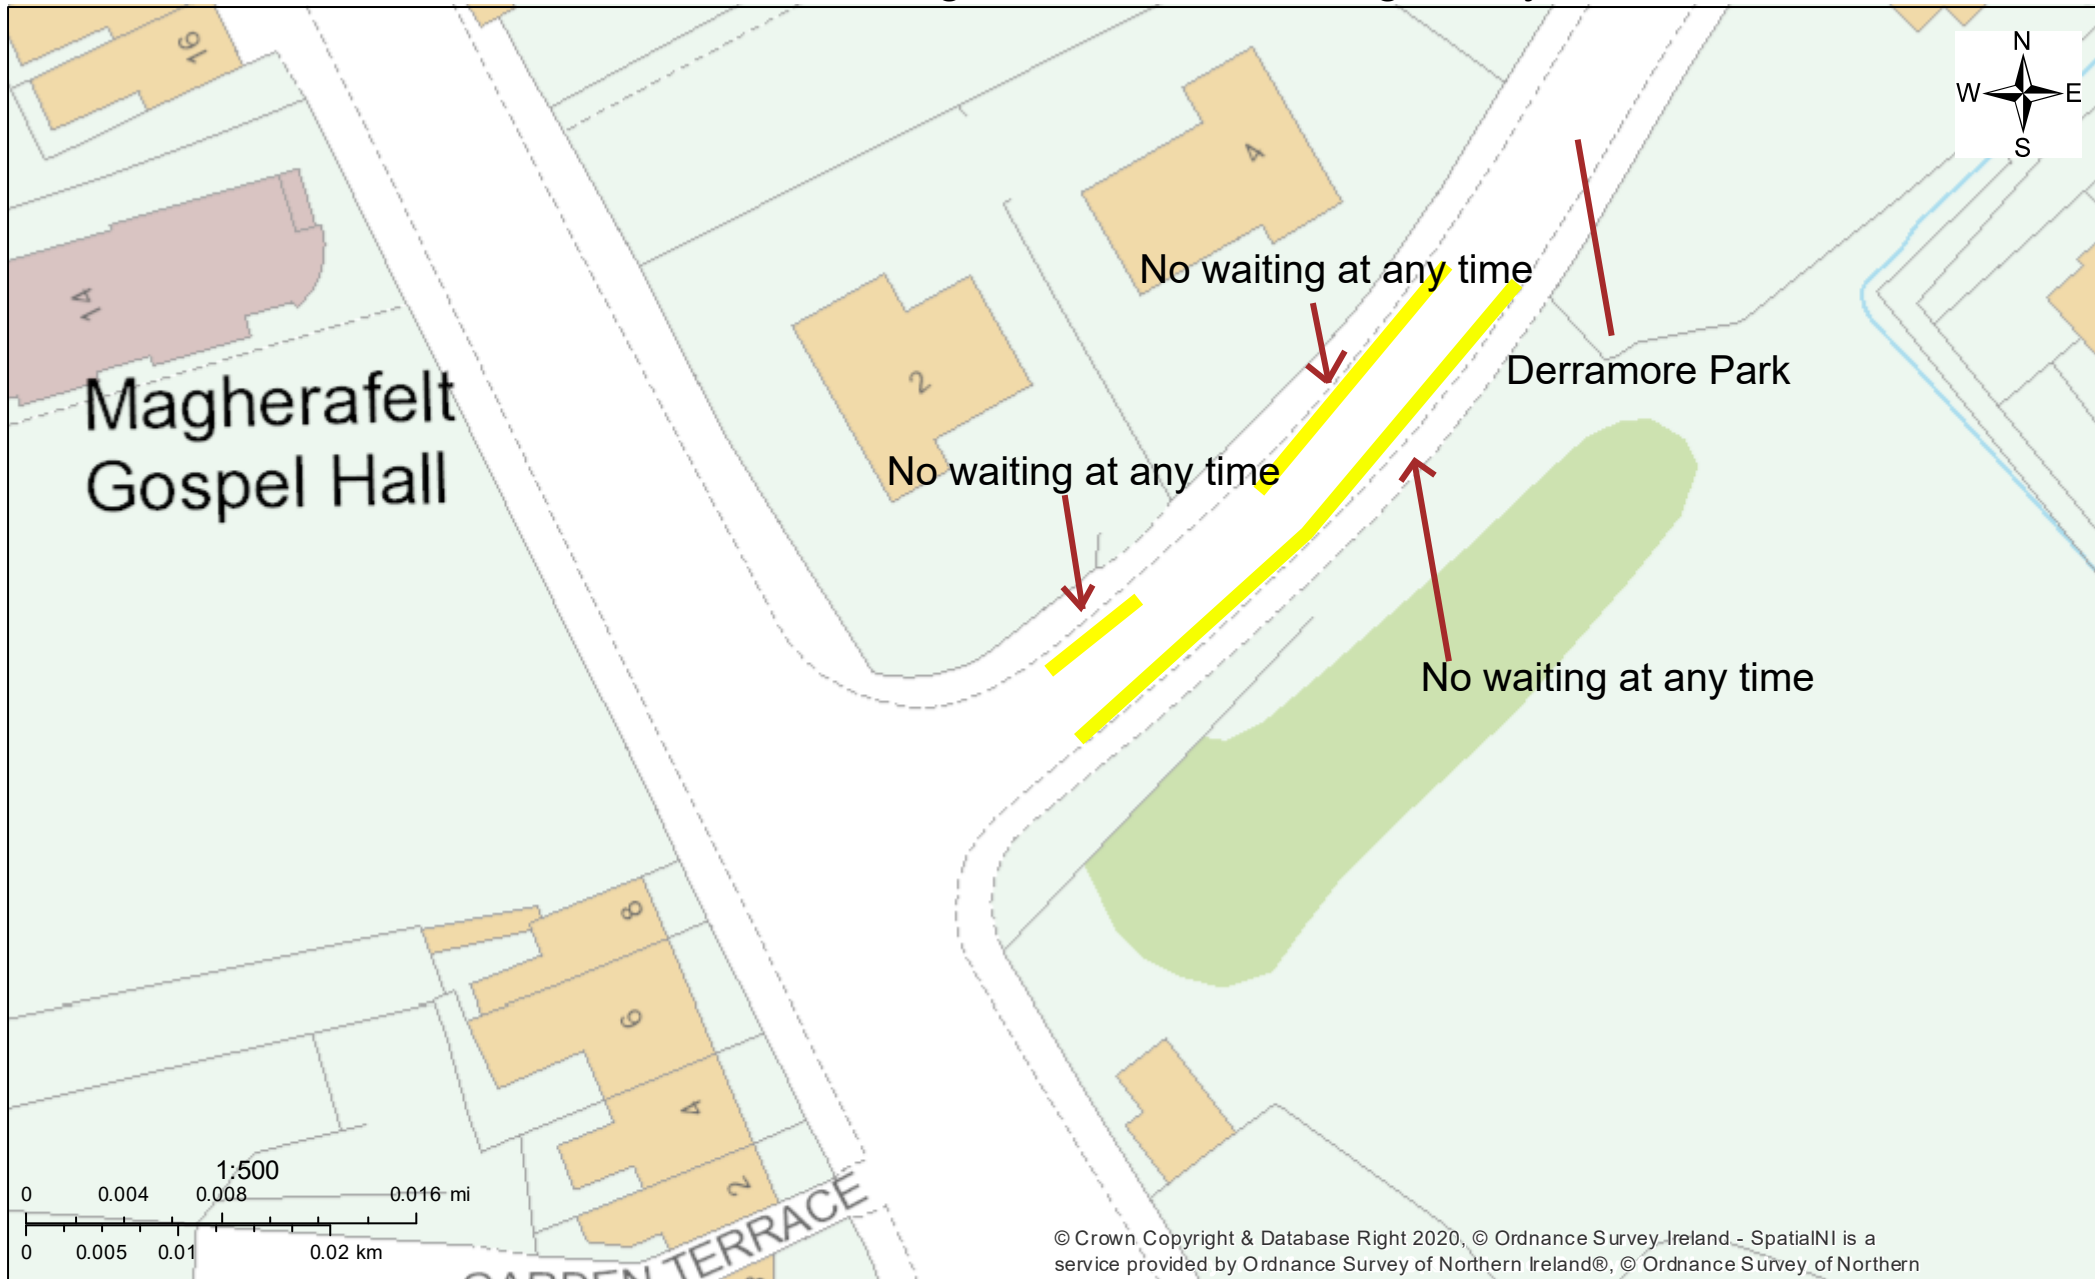 N
W E
S
16
4
14
No waiting at any time
Derramore Park
2
Magherafelt
Gospel Hall
No waiting at any time
No waiting at any time
8
6
4
2
GARDEN TERRACE
1:500
0 0.004 0.008 0.016 mi
0 0.005 0.01 0.02 km
© Crown Copyright & Database Right 2020, © Ordnance Survey Ireland - SpatialNI is a
service provided by Ordnance Survey of Northern Ireland®, © Ordnance Survey of Northern